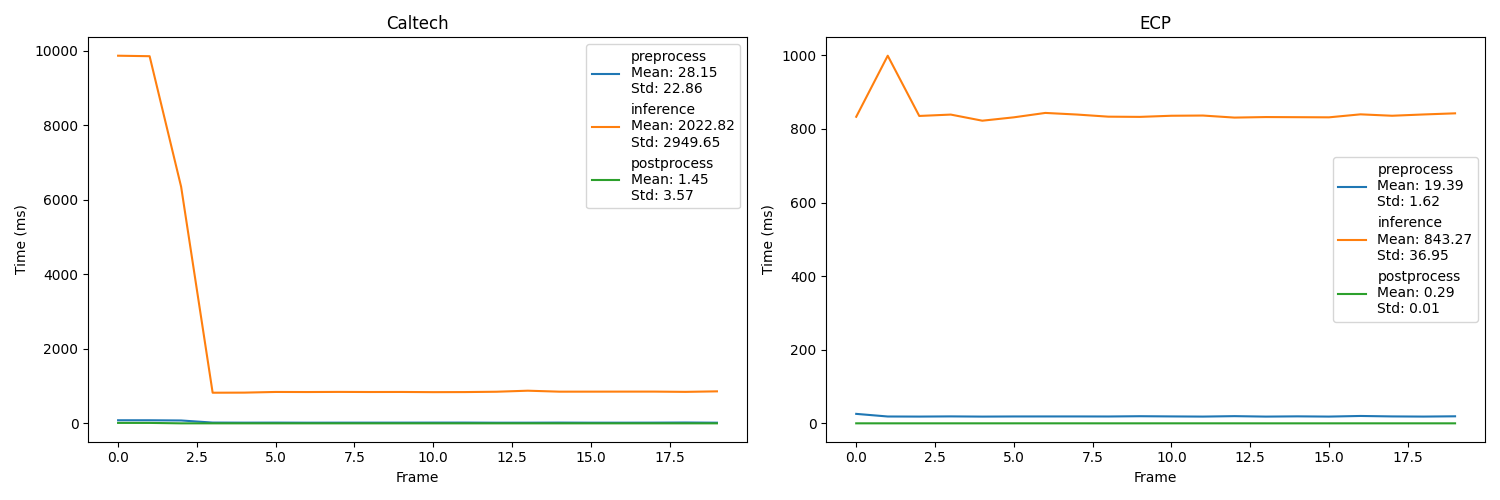 Caltech
10000
8000
6000
4000
2000
0
Time (ms)
preprocess
Mean: 28.15
Std: 22.86
inference
Mean: 2022.82
Std: 2949.65
postprocess
Mean: 1.45
Std: 3.57
0.0 2.5 5.0 7.5 10.0 12.5 15.0 17.5
Frame
ECP
1000
800
600
400
200
0
Time (ms)
preprocess
Mean: 19.39
Std: 1.62
inference
Mean: 843.27
Std: 36.95
postprocess
Mean: 0.29
Std: 0.01
0.0 2.5 5.0 7.5 10.0 12.5 15.0 17.5
Frame